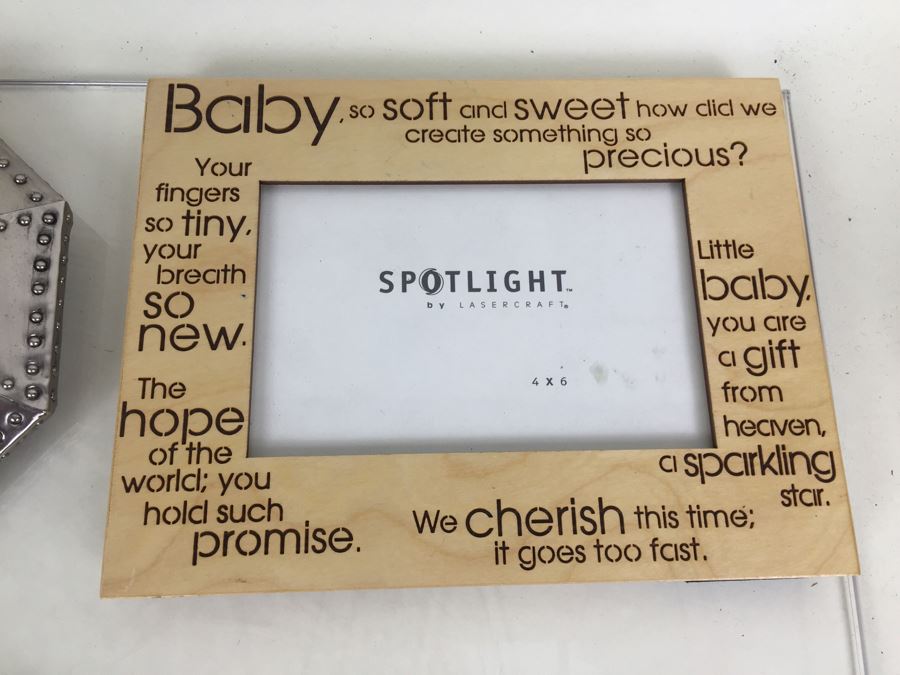 Baby, so soft and sweet how did we
create something so
precious?
Your
fingers
so tiny,
your
breath
so
new.
The
hope
of the
world; you
hold such
promise.
SPOTLIGHT™
by LASERCRAFT®
4 X 6
Little
baby,
you are
a gift
from
heaven,
a sparkling
star.
We cherish this time;
it goes too fast.